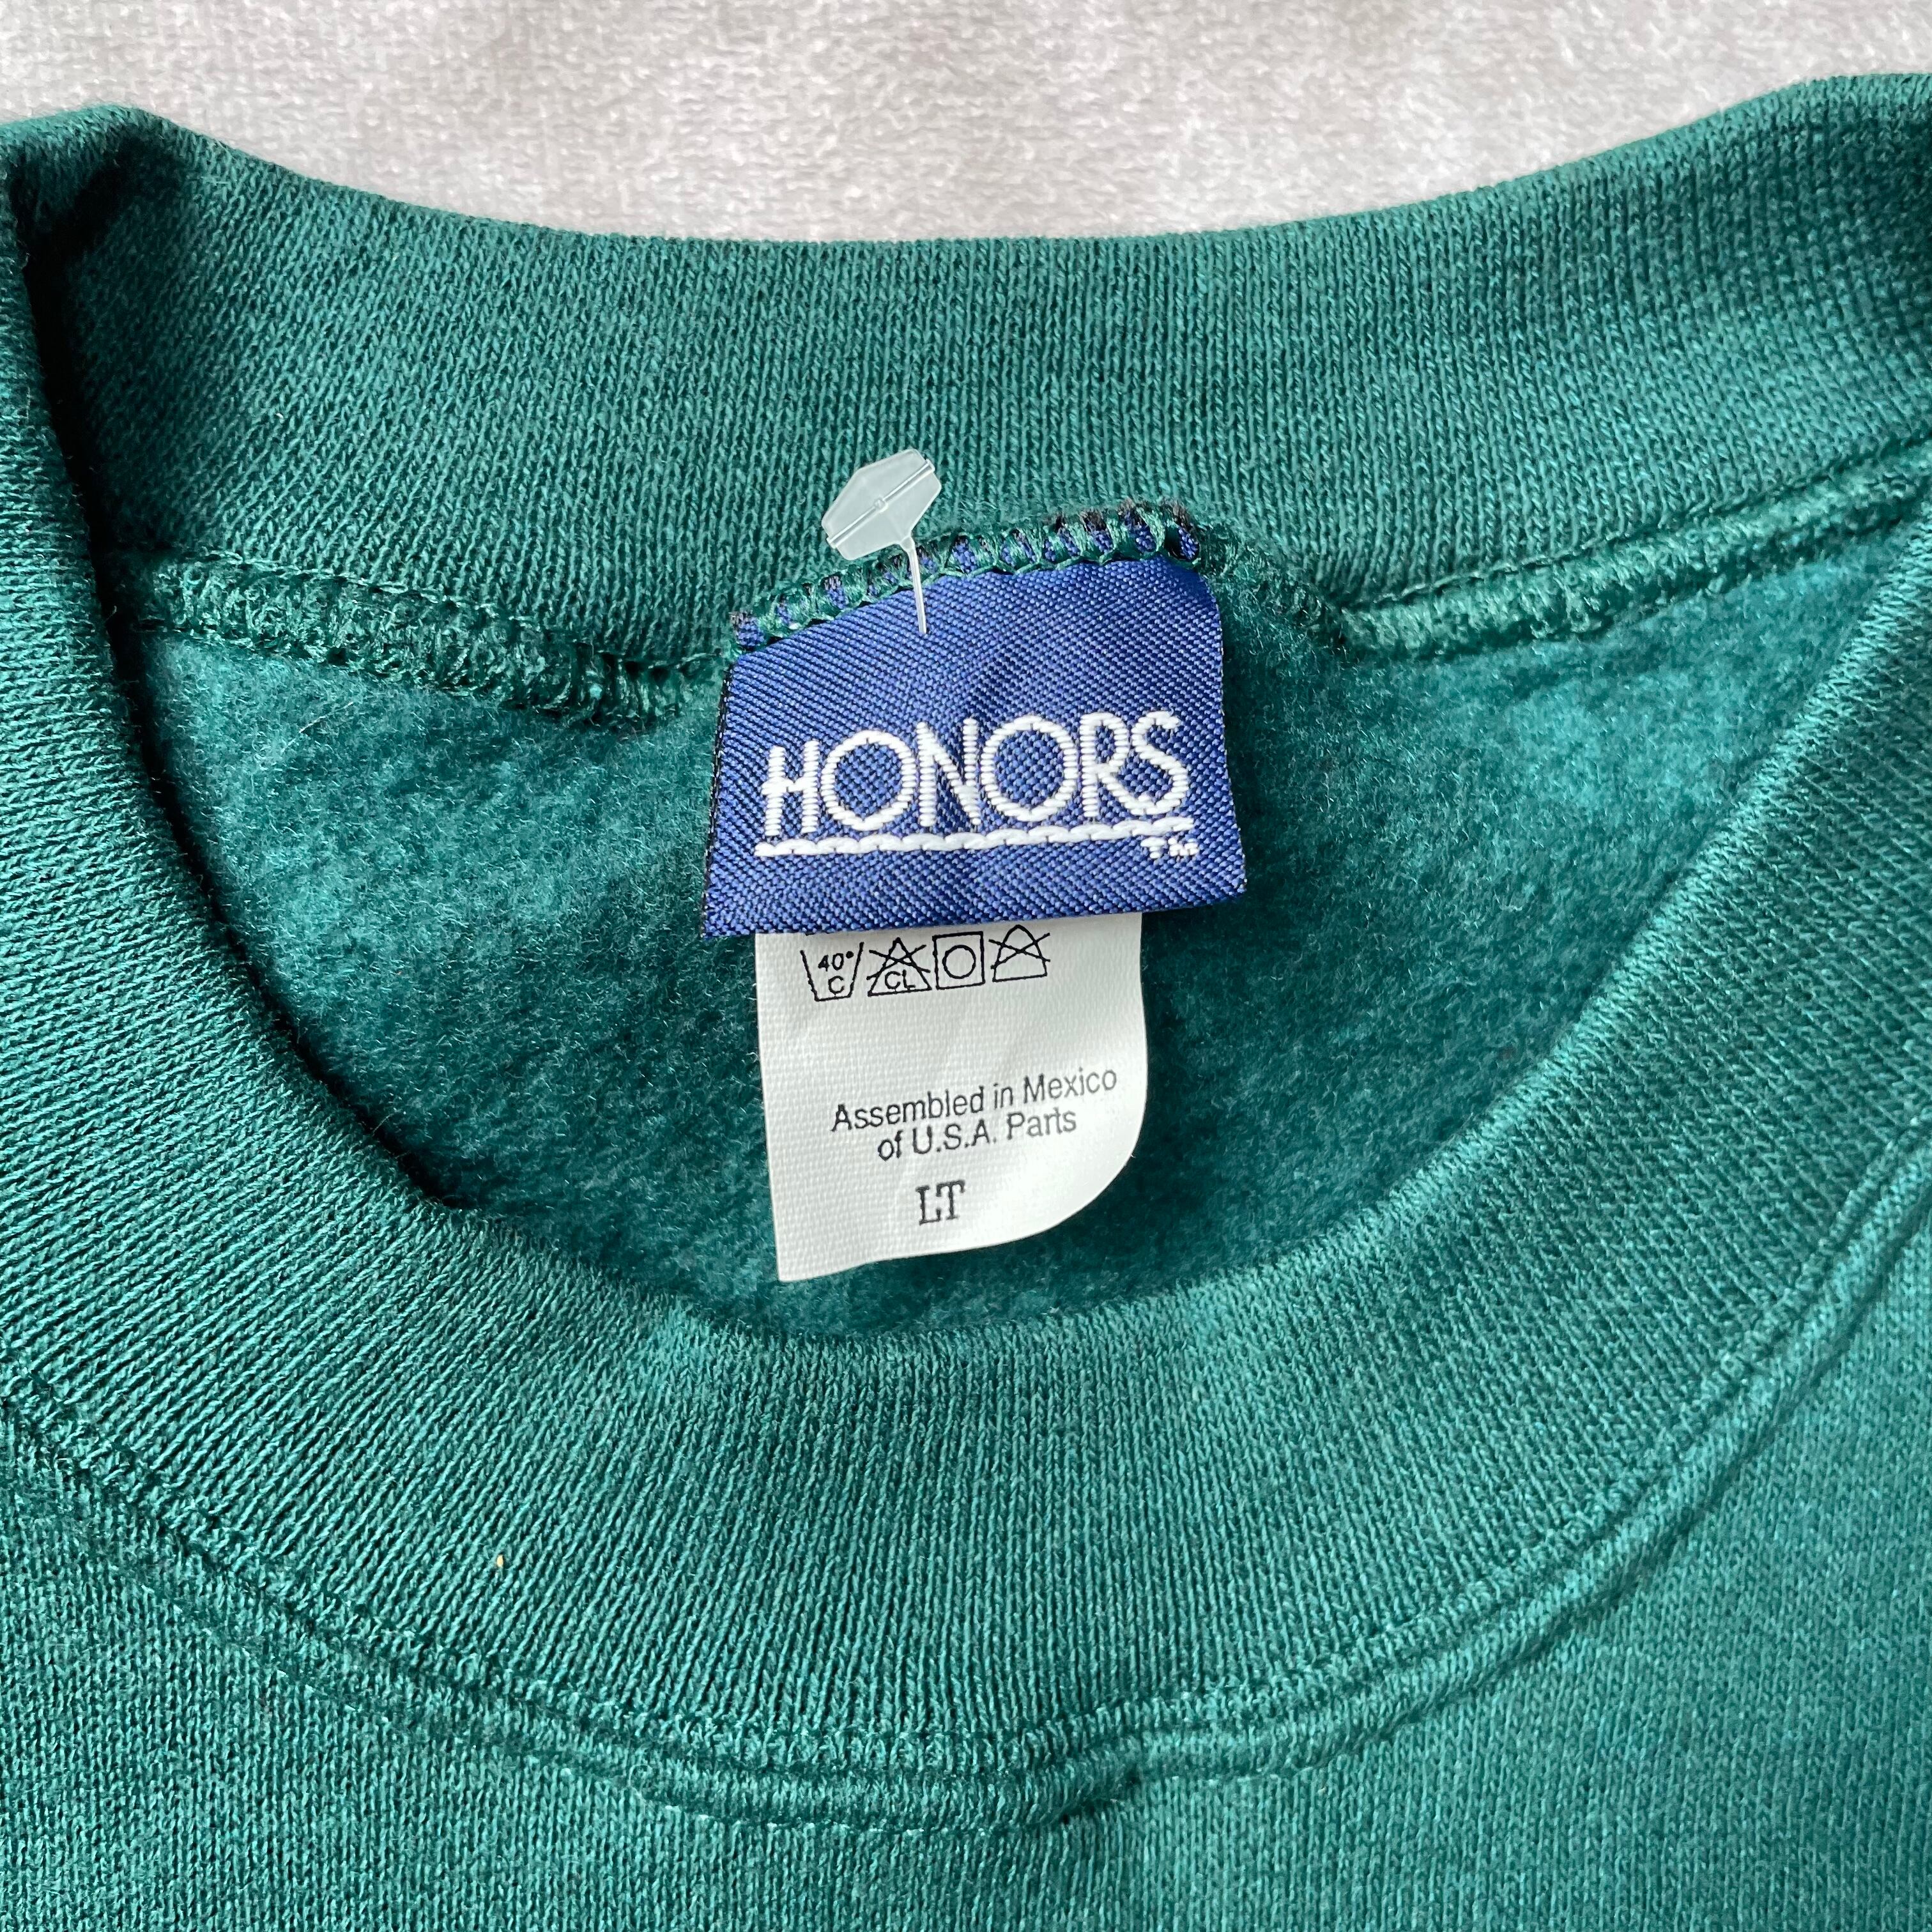 HONORS
TM
40°
C CL
Assembled in Mexico
of U.S.A. Parts
LT